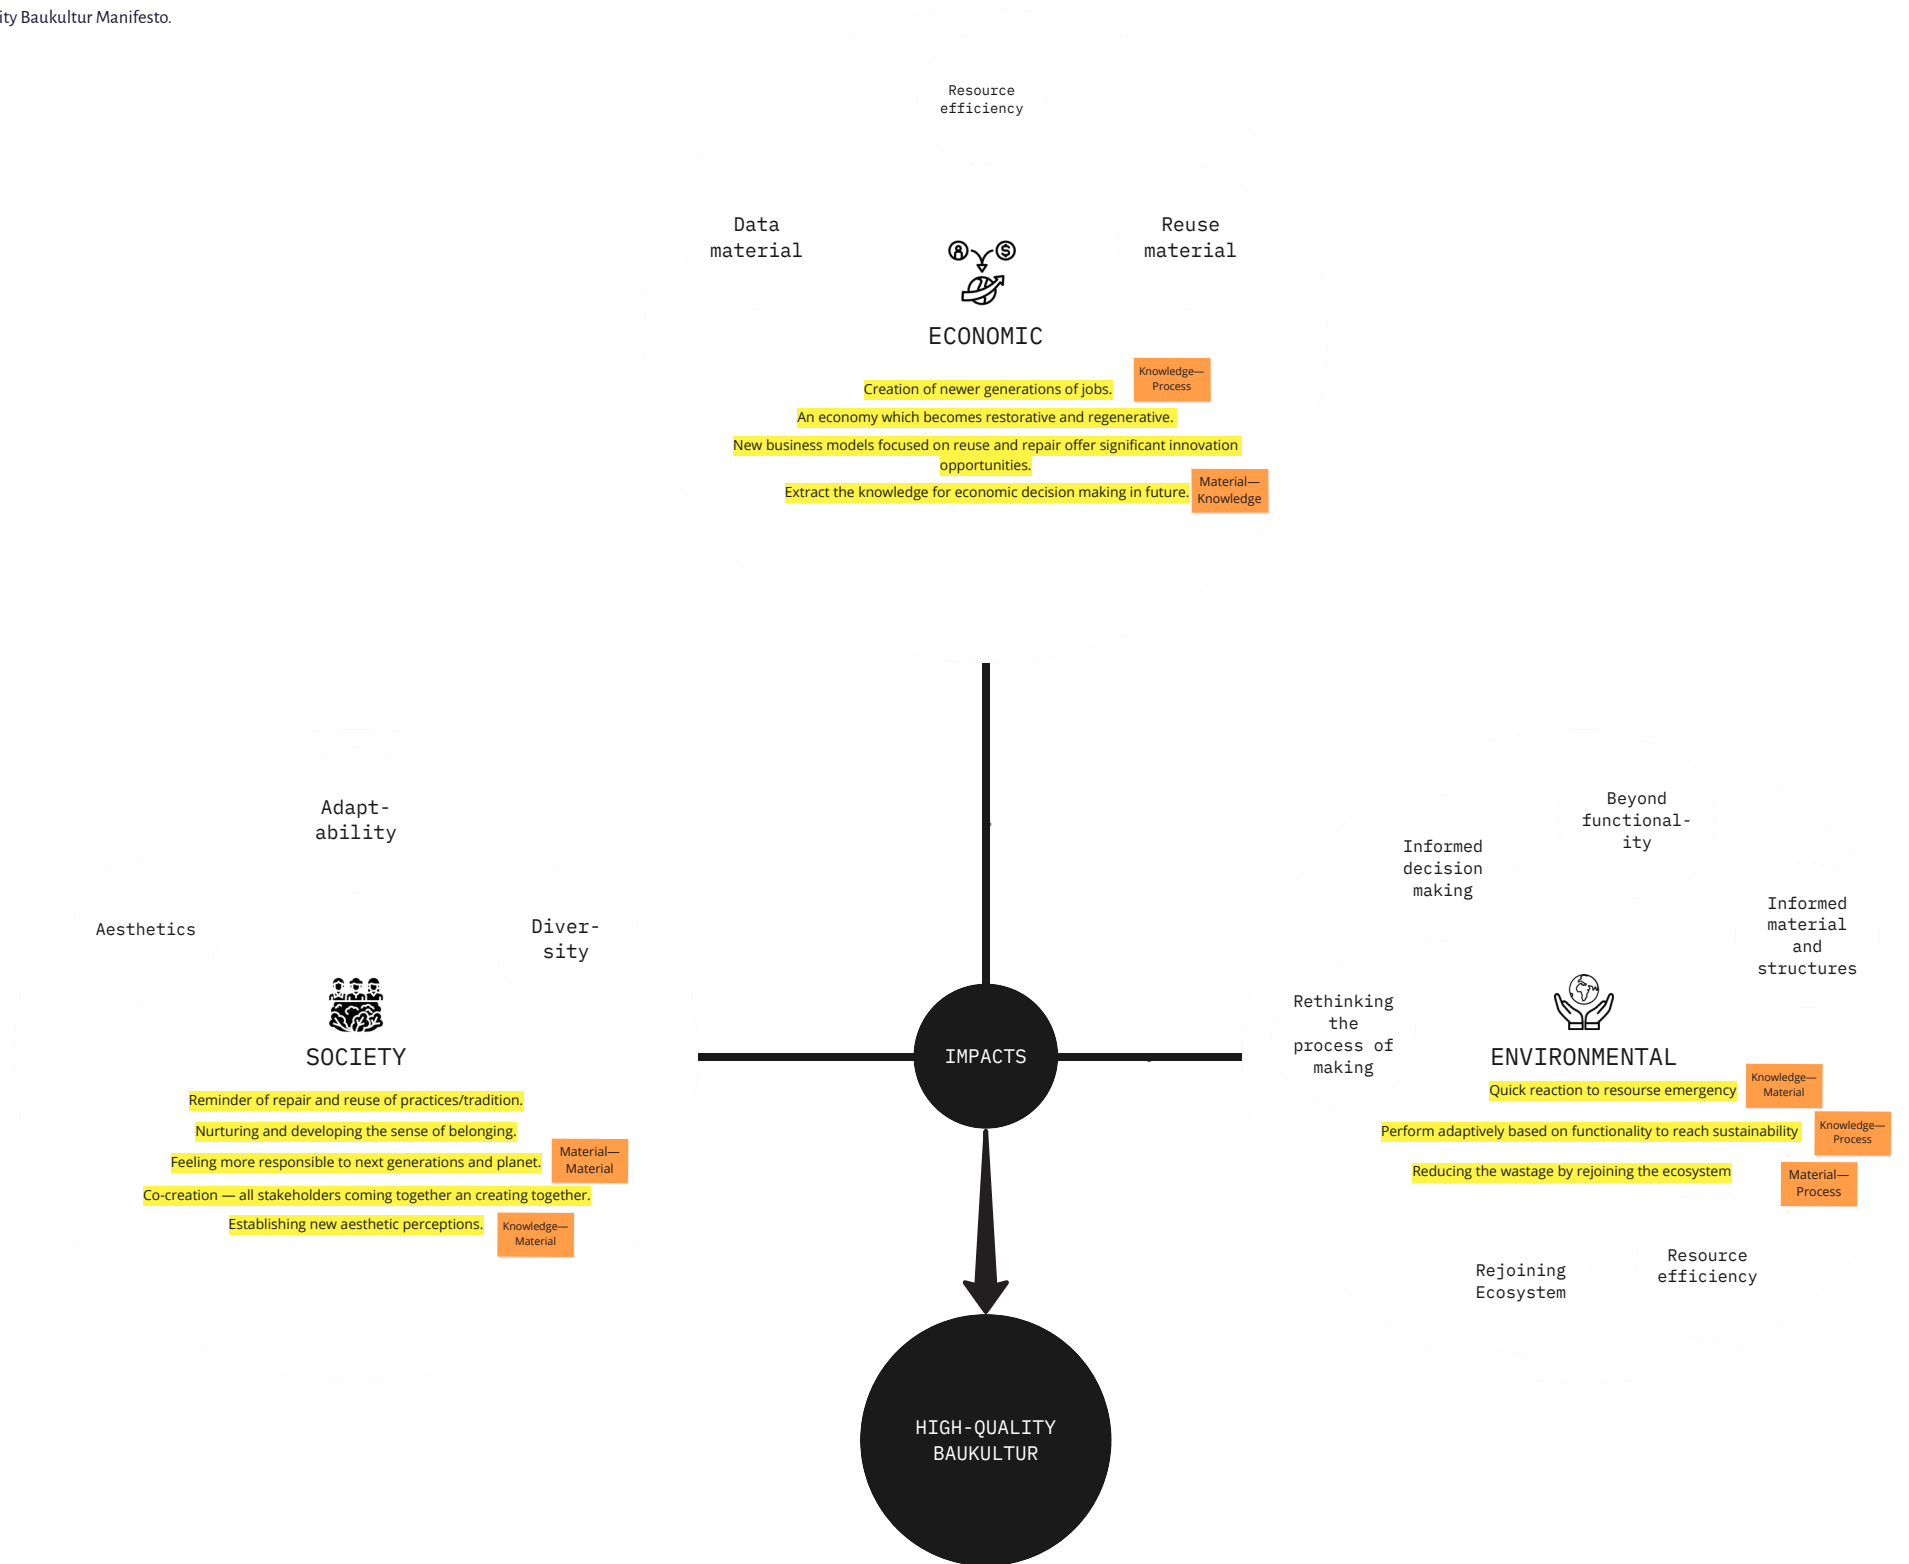 ity Baukultur Manifesto.
Resource
efficiency
Data
material
Reuse
material
ECONOMIC
Creation of newer generations of jobs.
Knowledge—
Process
An economy which becomes restorative and regenerative.
New business models focused on reuse and repair offer significant innovation
opportunities.
Extract the knowledge for economic decision making in future.
Material—
Knowledge
Adapt-
ability
Aesthetics
Diver-
sity
SOCIETY
Reminder of repair and reuse of practices/tradition.
Nurturing and developing the sense of belonging.
Feeling more responsible to next generations and planet.
Material—
Material
Co-creation — all stakeholders coming together an creating together.
Establishing new aesthetic perceptions.
Knowledge—
Material
IMPACTS
Beyond
functional-
ity
Informed
decision
making
Informed
material
and
structures
Rethinking
the
process of
making
ENVIRONMENTAL
Quick reaction to resourse emergency
Knowledge—
Material
Perform adaptively based on functionality to reach sustainability
Knowledge—
Process
Reducing the wastage by rejoining the ecosystem
Material—
Process
Rejoining
Ecosystem
Resource
efficiency
HIGH-QUALITY
BAUKULTUR